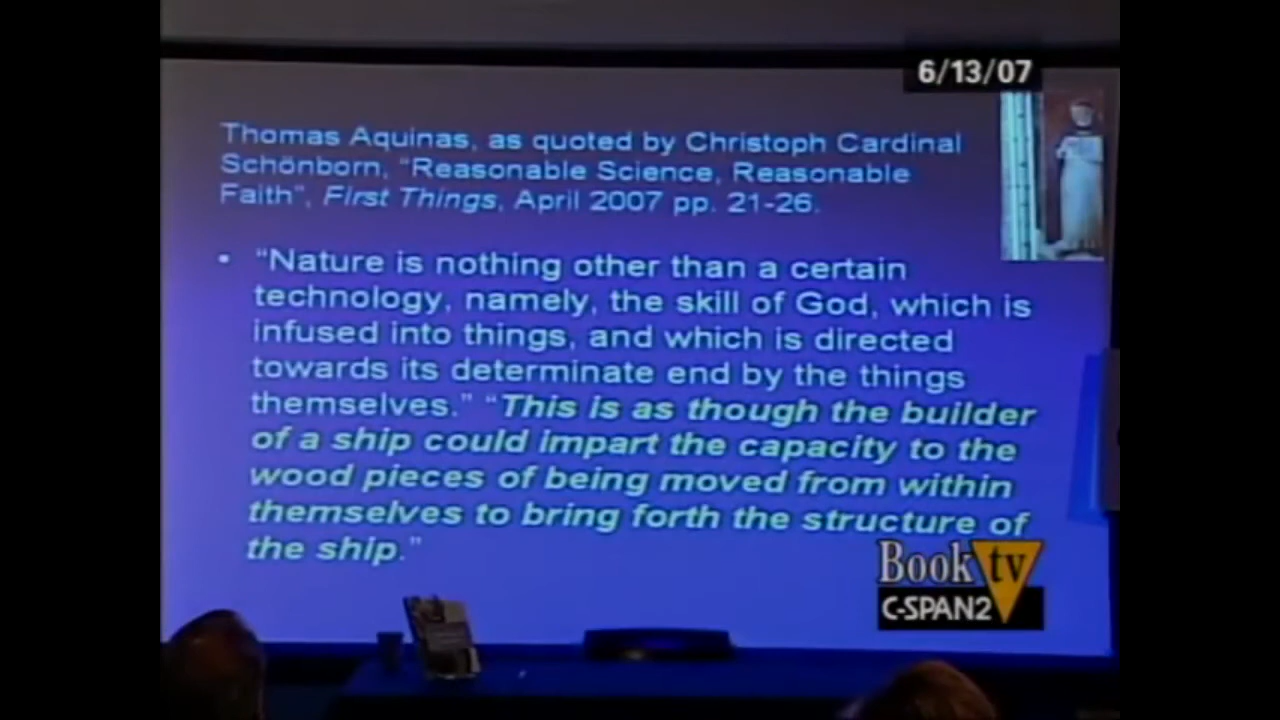 6/13/07
Thomas Aquinas, as quoted by Christoph Cardinal
Schönborn, "Reasonable Science, Reasonable
Faith", First Things, April 2007 pp. 21-26.
• "Nature is nothing other than a certain
technology, namely, the skill of God, which is
infused into things, and which is directed
towards its determinate end by the things
themselves." "This is as though the builder
of a ship could impart the capacity to the
wood pieces of being moved from within
themselves to bring forth the structure of
the ship."
Book tv
C-SPAN2